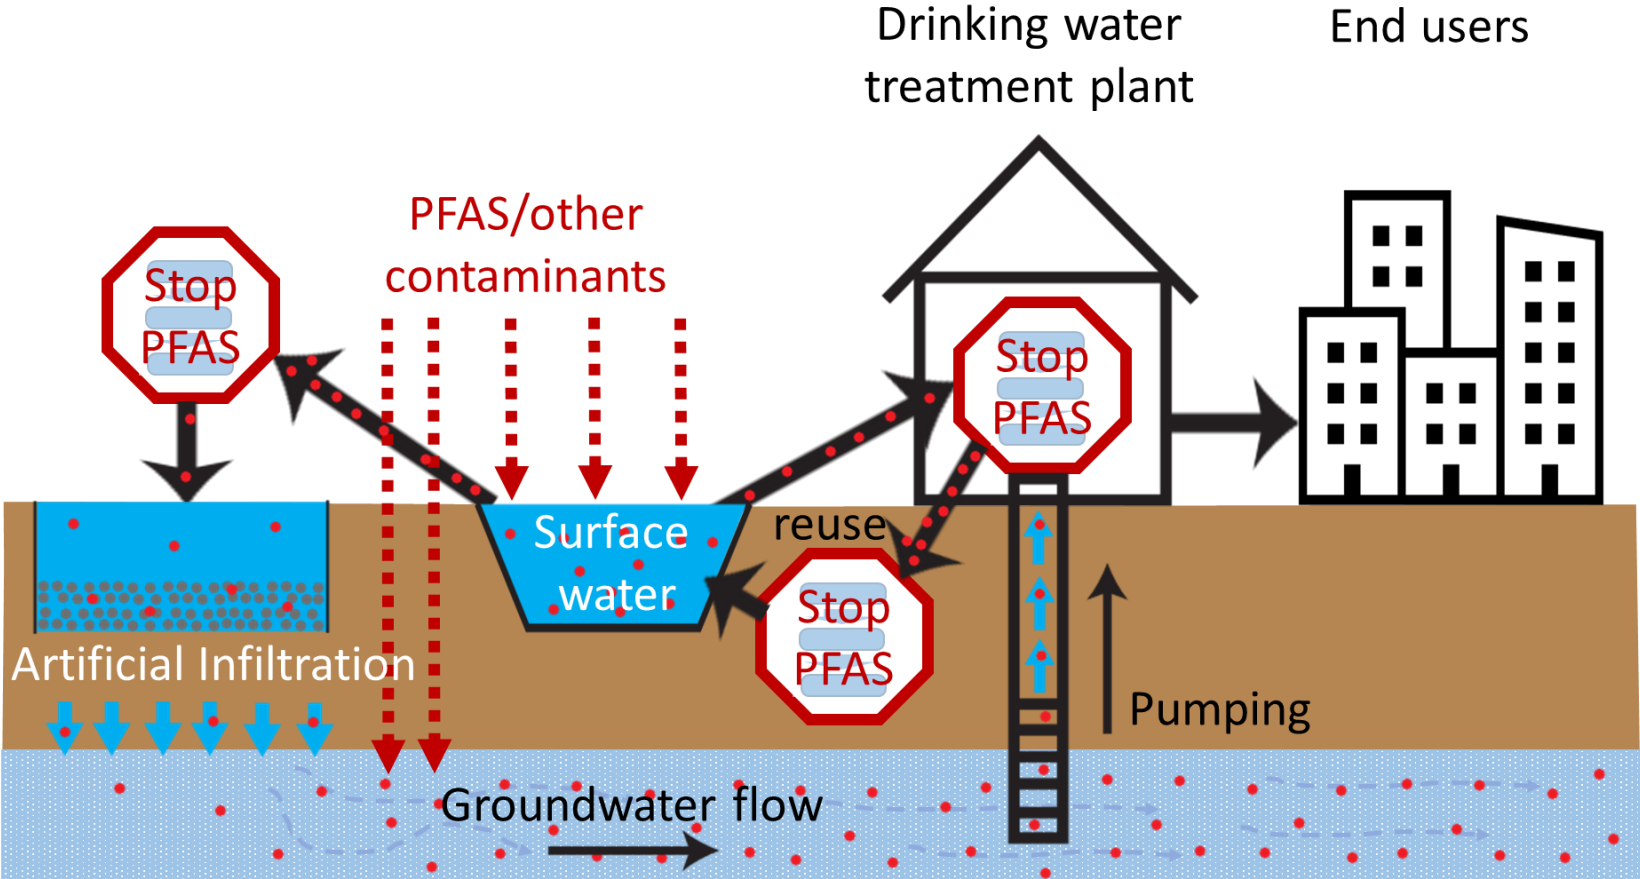 Drinking water
treatment plant
End users
PFAS/other
contaminants
Stop
PFAS
Stop
PFAS
Surface
water
reuse
Stop
PFAS
Artificial Infiltration
Pumping
Groundwater flow